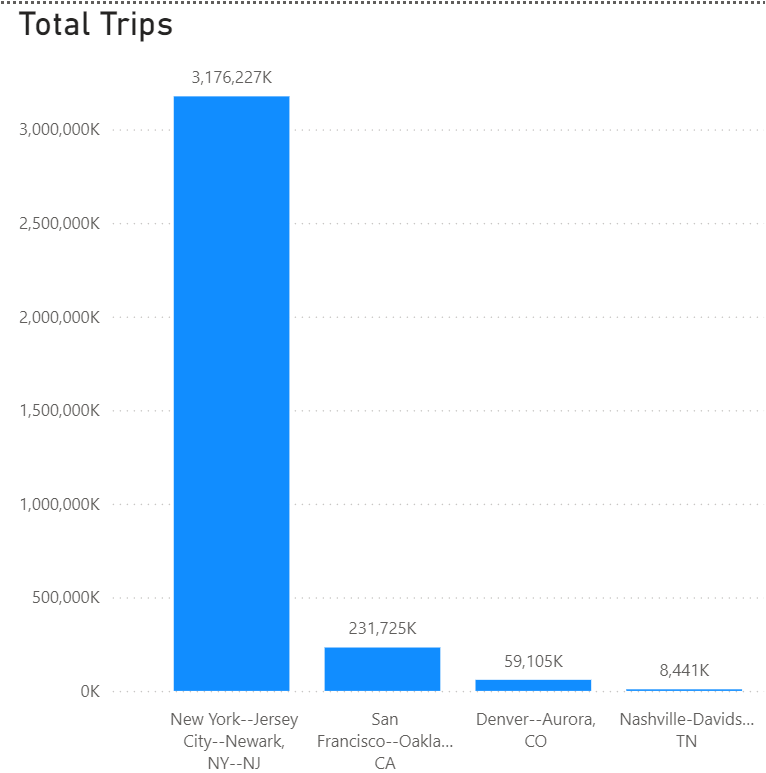 Total Trips
3,176,227K
3,000,000K
2,500,000K
2,000,000K
1,500,000K
1,000,000K
500,000K
231,725K
59,105K
8,441K
0K
New York--Jersey
City--Newark,
NY--NJ
San
Francisco--Oakla...
CA
Denver--Aurora,
CO
Nashville-Davids...
TN